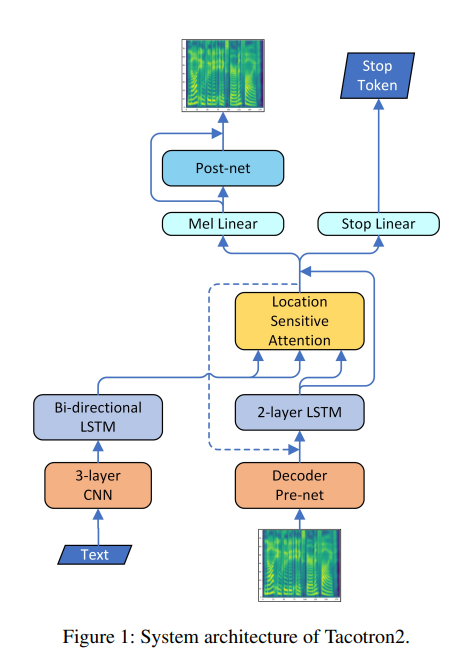 Stop
Token
Post-net
Mel Linear
Stop Linear
Location
Sensitive
Attention
Bi-directional
LSTM
2-layer LSTM
3-layer
CNN
Decoder
Pre-net
Text
Figure 1: System architecture of Tacotron2.